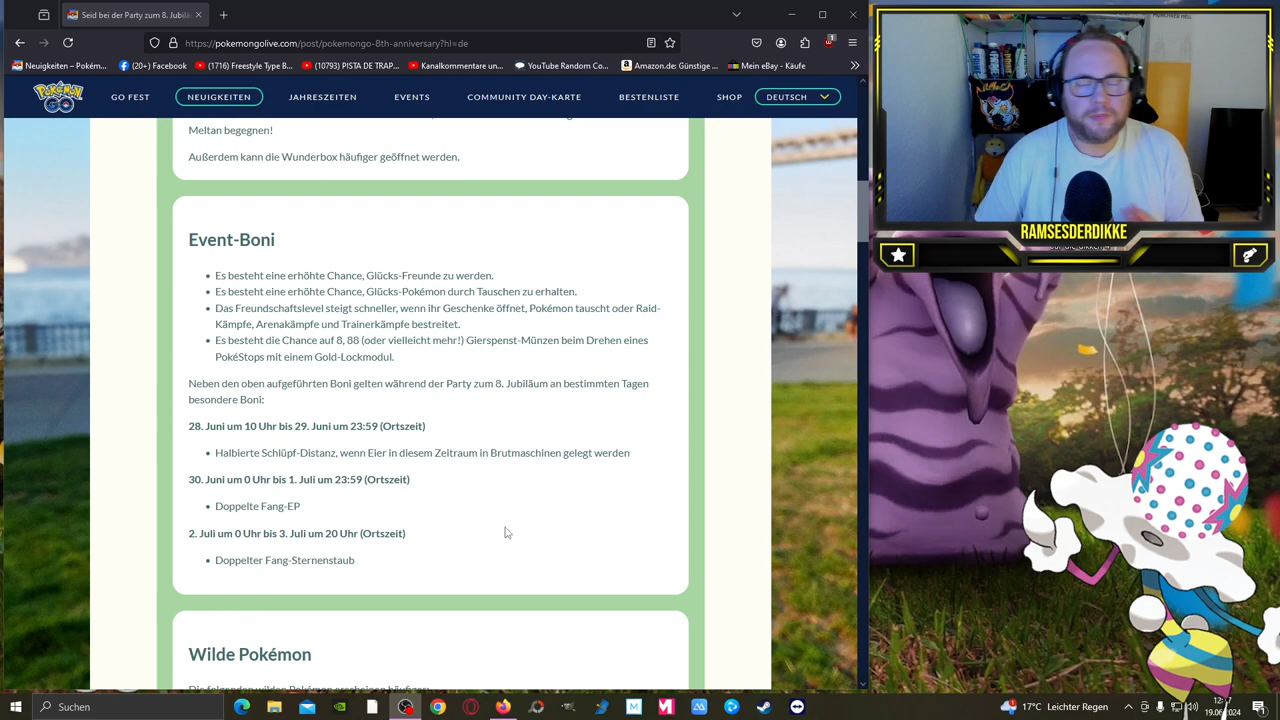 Seid bei der Party zum 8. Jubilä
https://pokemongolive.com/post/pokemongo-8th-anniversary?hl=de
Neuigkeiten – Pokém...
(20+) Facebook
(1716) Freestyle Typ B...
(10793) PISTA DE TRAP...
Kanalkommentare un...
YouTube Random Co...
Amazon.de: Günstige ...
Mein eBay - Käufe
GO FEST
NEUIGKEITEN
JAHRESZEITEN
EVENTS
COMMUNITY DAY-KARTE
BESTENLISTE
SHOP
DEUTSCH
Meltan begegnen!
Außerdem kann die Wunderbox häufiger geöffnet werden.
Event-Boni
Es besteht eine erhöhte Chance, Glücks-Freunde zu werden.
Es besteht eine erhöhte Chance, Glücks-Pokémon durch Tauschen zu erhalten.
Das Freundschaftslevel steigt schneller, wenn ihr Geschenke öffnet, Pokémon tauscht oder Raid-
Kämpfe, Arenakämpfe und Trainerkämpfe bestreitet.
Es besteht die Chance auf 8, 88 (oder vielleicht mehr!) Gierspenst-Münzen beim Drehen eines
PokéStops mit einem Gold-Lockmodul.
Neben den oben aufgeführten Boni gelten während der Party zum 8. Jubiläum an bestimmten Tagen
besondere Boni:
28. Juni um 10 Uhr bis 29. Juni um 23:59 (Ortszeit)
Halbierte Schlüpf-Distanz, wenn Eier in diesem Zeitraum in Brutmaschinen gelegt werden
30. Juni um 0 Uhr bis 1. Juli um 23:59 (Ortszeit)
Doppelte Fang-EP
2. Juli um 0 Uhr bis 3. Juli um 20 Uhr (Ortszeit)
Doppelter Fang-Sternenstaub
Wilde Pokémon
Die folgenden wilden Pokémon erscheinen häufiger:
RAMSESDERDIKKE
Suchen
17°C Leichter Regen